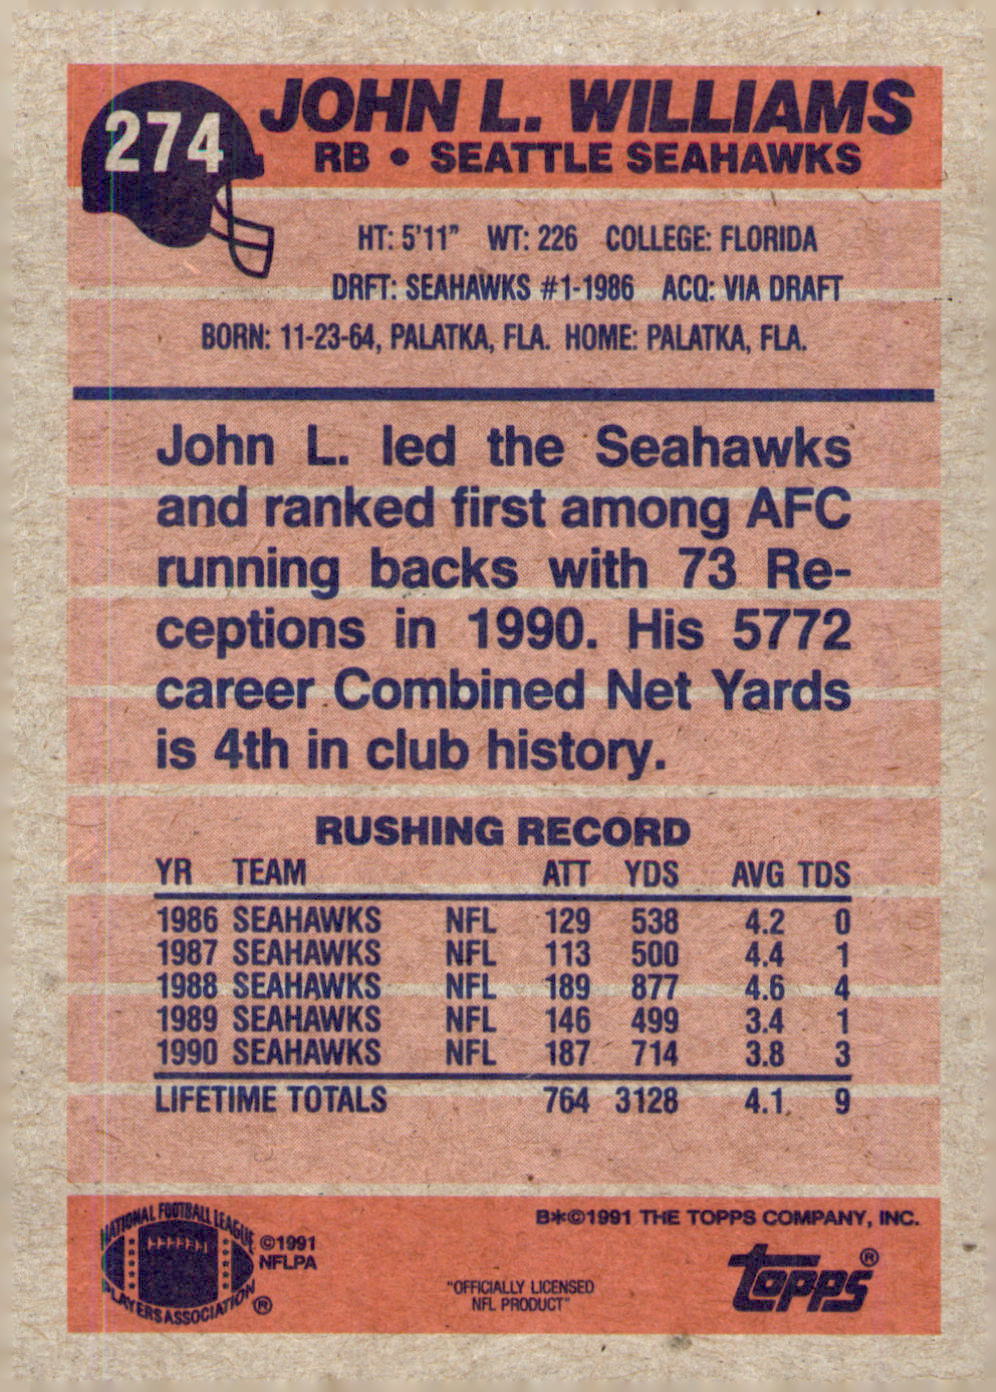 274
JOHN L. WILLIAMS
RB • SEATTLE SEAHAWKS
HT: 5'11" WT: 226 COLLEGE: FLORIDA
DRFT: SEAHAWKS #1-1986 ACQ: VIA DRAFT
BORN: 11-23-64, PALATKA, FLA. HOME: PALATKA, FLA.
John L. led the Seahawks
and ranked first among AFC
running backs with 73 Re-
ceptions in 1990. His 5772
career Combined Net Yards
is 4th in club history.
RUSHING RECORD
YR TEAM ATT YDS AVG TDS
1986 SEAHAWKS NFL 129 538 4.2 0
1987 SEAHAWKS NFL 113 500 4.4 1
1988 SEAHAWKS NFL 189 877 4.6 4
1989 SEAHAWKS NFL 146 499 3.4 1
1990 SEAHAWKS NFL 187 714 3.8 3
LIFETIME TOTALS 764 3128 4.1 9
NATIONAL FOOTBALL LEAGUE
PLAYERS ASSOCIATION ®
©1991
NFLPA
"OFFICIALLY LICENSED
NFL PRODUCT"
B*©1991 THE TOPPS COMPANY, INC.
topps ®